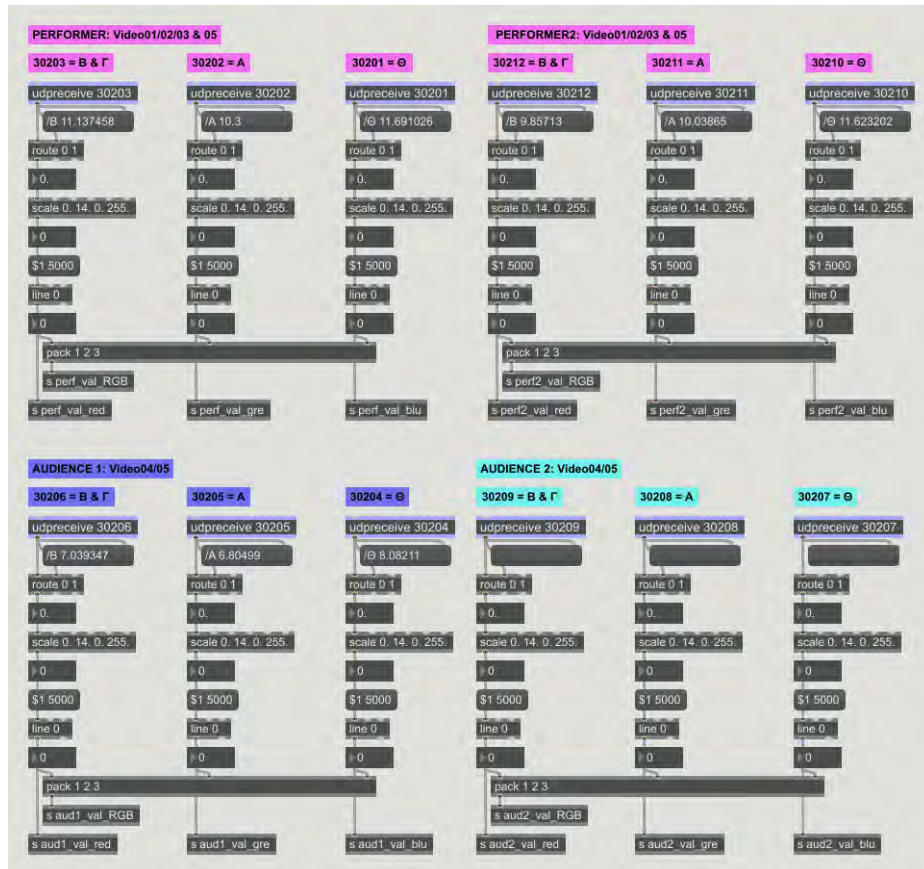 PERFORMER: Video01/02/03 & 05
30203 = Β & Γ
30202 = Α
30201 = Θ
udpreceive 30203
udpreceive 30202
udpreceive 30201
/B 11.137458
/A 10.3
/Θ 11.691026
route 0 1
route 0 1
route 0 1
0.
0.
0.
scale 0. 14. 0. 255.
scale 0. 14. 0. 255.
scale 0. 14. 0. 255.
0
0
0
$1 5000
$1 5000
$1 5000
line 0
line 0
line 0
0
0
0
pack 1 2 3
s perf_val_RGB
s perf_val_red
s perf_val_gre
s perf_val_blu
PERFORMER2: Video01/02/03 & 05
30212 = Β & Γ
30211 = Α
30210 = Θ
udpreceive 30212
udpreceive 30211
udpreceive 30210
/B 9.85713
/A 10.03865
/Θ 11.623202
route 0 1
route 0 1
route 0 1
0.
0.
0.
scale 0. 14. 0. 255.
scale 0. 14. 0. 255.
scale 0. 14. 0. 255.
0
0
0
$1 5000
$1 5000
$1 5000
line 0
line 0
line 0
0
0
0
pack 1 2 3
s perf2_val_RGB
s perf2_val_red
s perf2_val_gre
s perf2_val_blu
AUDIENCE 1: Video04/05
30206 = Β & Γ
30205 = Α
30204 = Θ
udpreceive 30206
udpreceive 30205
udpreceive 30204
/B 7.039347
/A 6.80499
/Θ 8.08211
route 0 1
route 0 1
route 0 1
0.
0.
0.
scale 0. 14. 0. 255.
scale 0. 14. 0. 255.
scale 0. 14. 0. 255.
0
0
0
$1 5000
$1 5000
$1 5000
line 0
line 0
line 0
0
0
0
pack 1 2 3
s aud1_val_RGB
s aud1_val_red
s aud1_val_gre
s aud1_val_blu
AUDIENCE 2: Video04/05
30209 = Β & Γ
30208 = Α
30207 = Θ
udpreceive 30209
udpreceive 30208
udpreceive 30207
route 0 1
route 0 1
route 0 1
0.
0.
0.
scale 0. 14. 0. 255.
scale 0. 14. 0. 255.
scale 0. 14. 0. 255.
0
0
0
$1 5000
$1 5000
$1 5000
line 0
line 0
line 0
0
0
0
pack 1 2 3
s aud2_val_RGB
s aud2_val_red
s aud2_val_gre
s aud2_val_blu